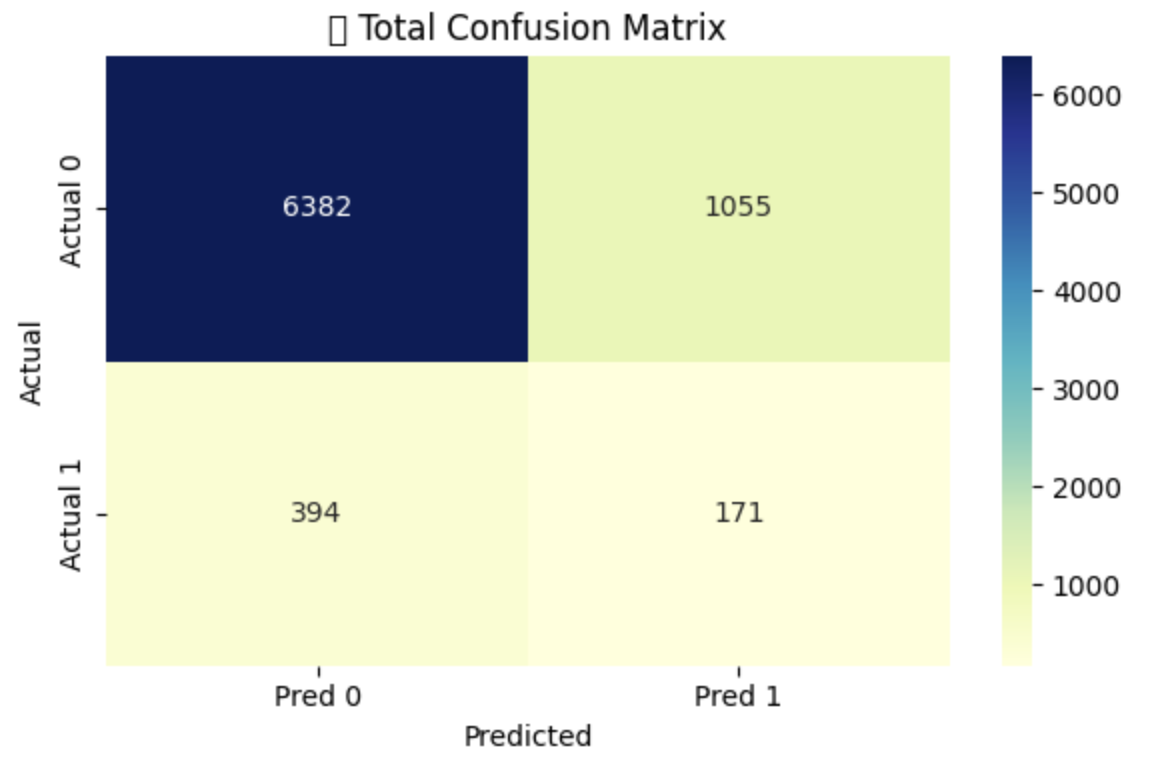 ▯ Total Confusion Matrix
6000
5000
4000
3000
2000
1000
Actual
Actual 0
6382
1055
Actual 1
394
171
Pred 0
Pred 1
Predicted